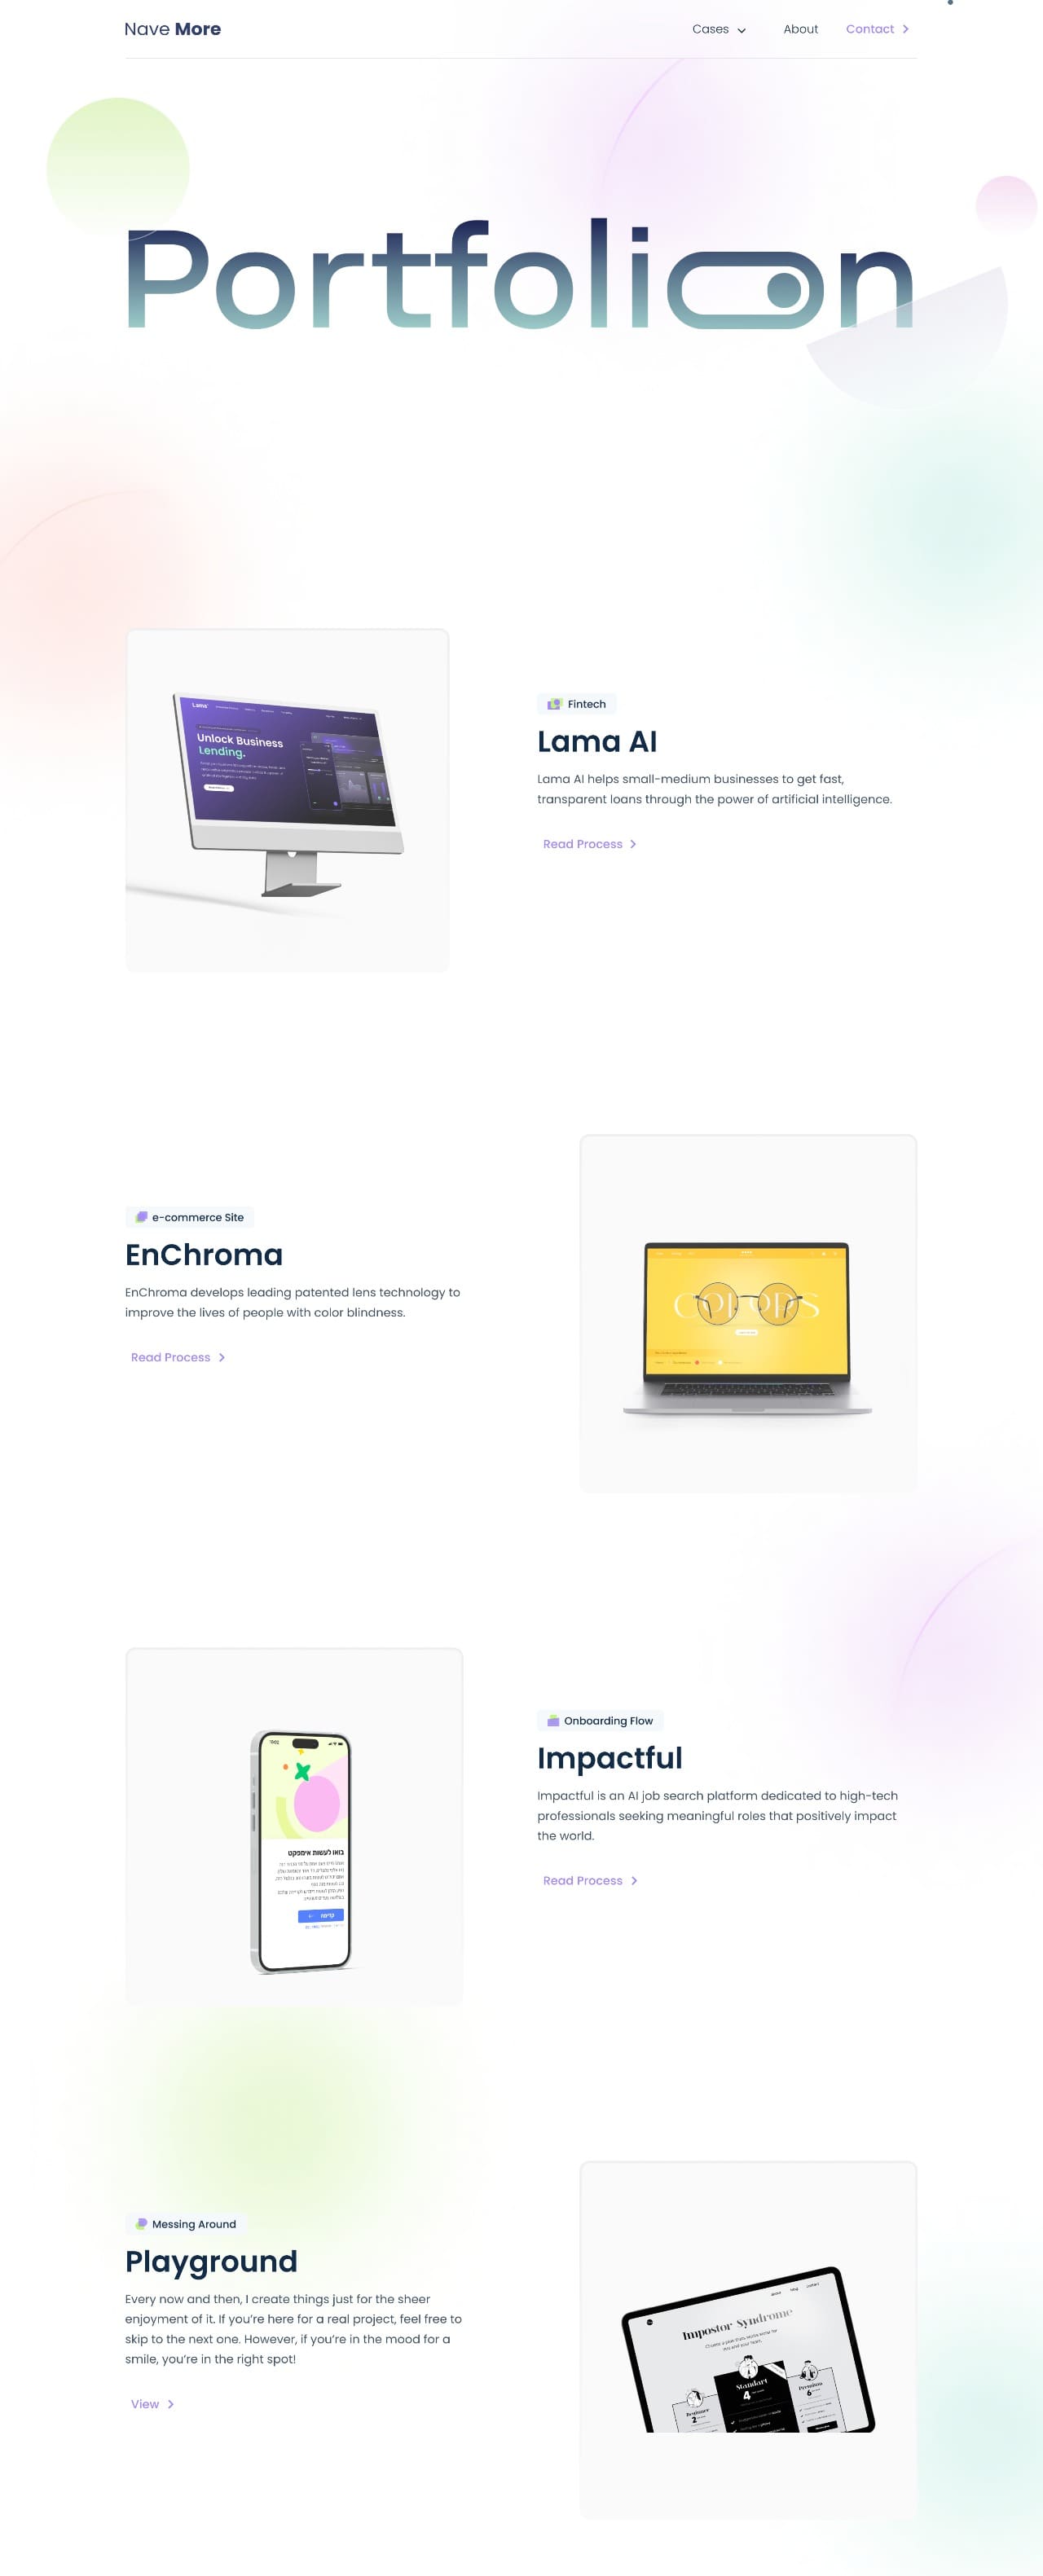 Nave More
Cases
About
Contact
Portfolion
Fintech
Lama AI
Lama AI helps small-medium businesses to get fast,
transparent loans through the power of artificial intelligence.
Read Process
Lama
Unlock Business
Lending.
e-commerce Site
EnChroma
EnChroma develops leading patented lens technology to
improve the lives of people with color blindness.
Read Process
COLORS
Onboarding Flow
Impactful
Impactful is an AI job search platform dedicated to high-tech
professionals seeking meaningful roles that positively impact
the world.
Read Process
בואו לעשות אימפקט
Messing Around
Playground
Every now and then, I create things just for the sheer
enjoyment of it. If you’re here for a real project, feel free to
skip to the next one. However, if you’re in the mood for a
smile, you’re in the right spot!
View
Impostor Syndrome
Standart
4
Premium
6
2